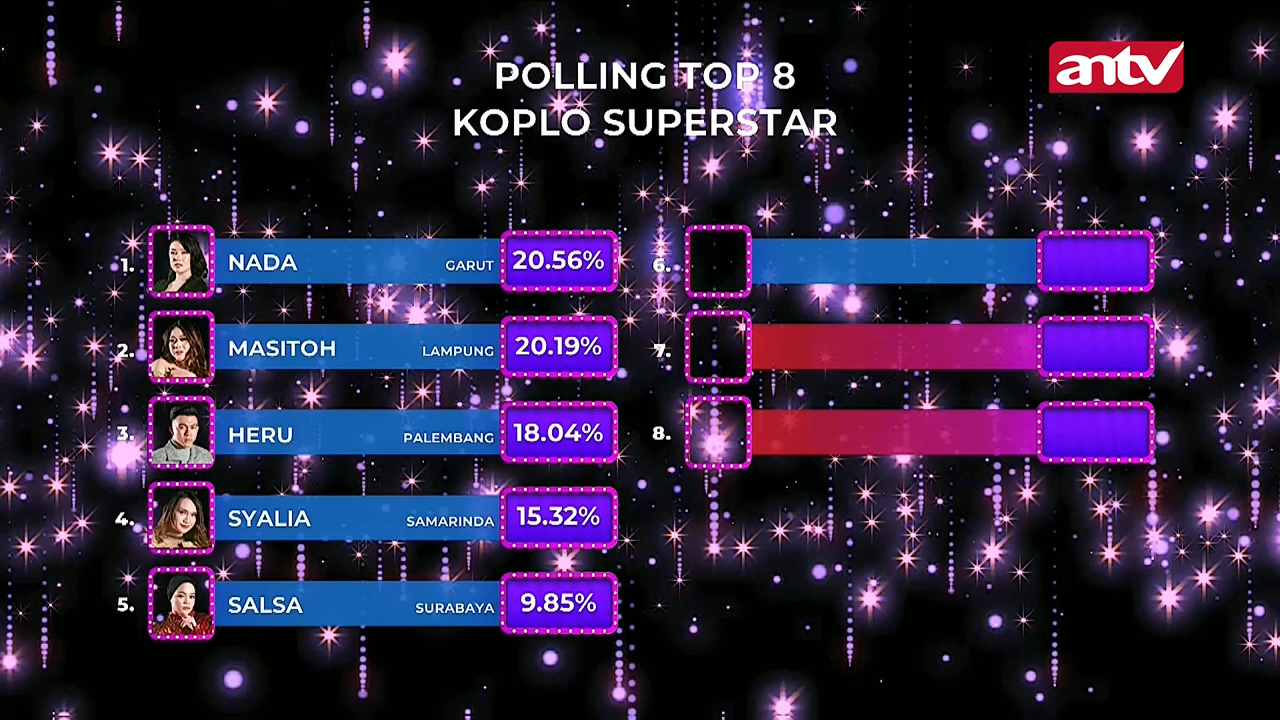 antv
POLLING TOP 8
KOPLO SUPERSTAR
1. NADA GARUT 20.56%
2. MASITOH LAMPUNG 20.19%
3. HERU PALEMBANG 18.04%
4. SYALIA SAMARINDA 15.32%
5. SALSA SURABAYA 9.85%
6.
7.
8.